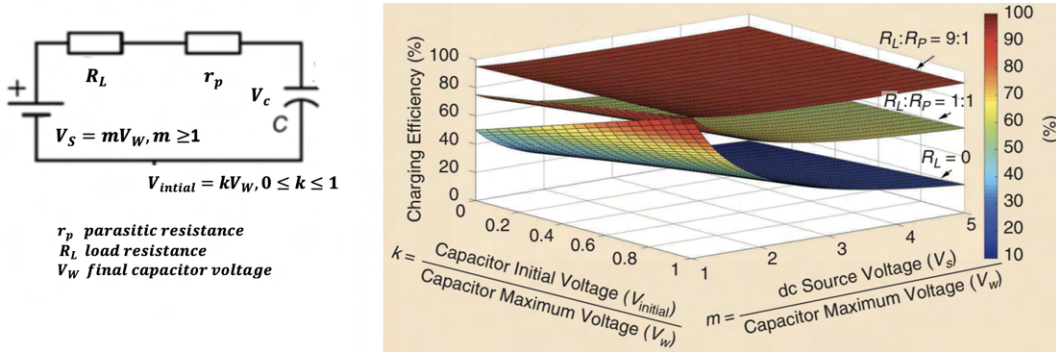 +
R_L
r_p
V_c
C
V_S = mV_W, m ≥1
V_intial = kV_W, 0 ≤ k ≤ 1
r_p parasitic resistance
R_L load resistance
V_W final capacitor voltage
Charging Efficiency (%)
100
80
60
40
20
0
0
0.2
0.4
0.6
0.8
1
1
2
3
4
5
R_L:R_P = 9:1
R_L:R_P = 1:1
R_L = 0
k = Capacitor Initial Voltage (V_initial)
Capacitor Maximum Voltage (V_w)
m = dc Source Voltage (V_s)
Capacitor Maximum Voltage (V_w)
100
90
80
70
60
50
40
30
20
10
(%)